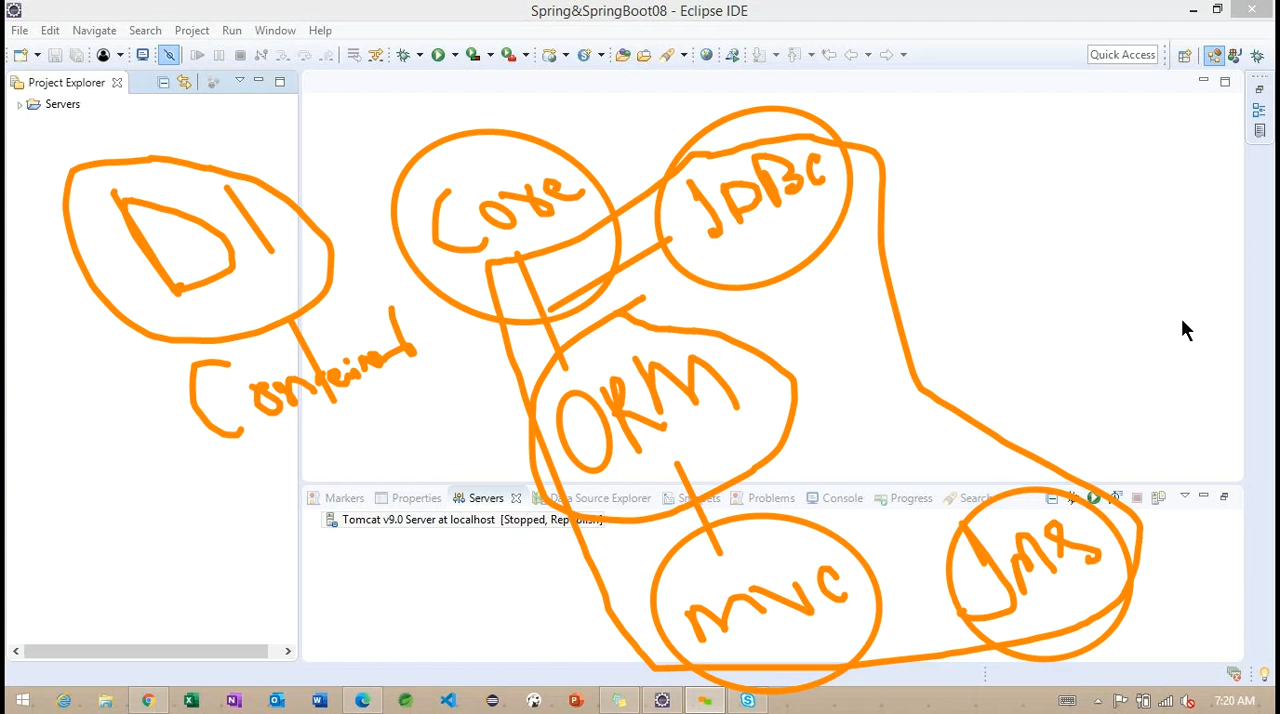 Spring&SpringBoot08 - Eclipse IDE
File Edit Navigate Search Project Run Window Help
Quick Access
Project Explorer
Servers
Core
JDBC
DI
ORM
MVC
JMS
Markers Properties Servers Data Source Explorer Snippets Problems Console Progress Search
Tomcat v9.0 Server at localhost [Stopped, Republish]
7:20 AM